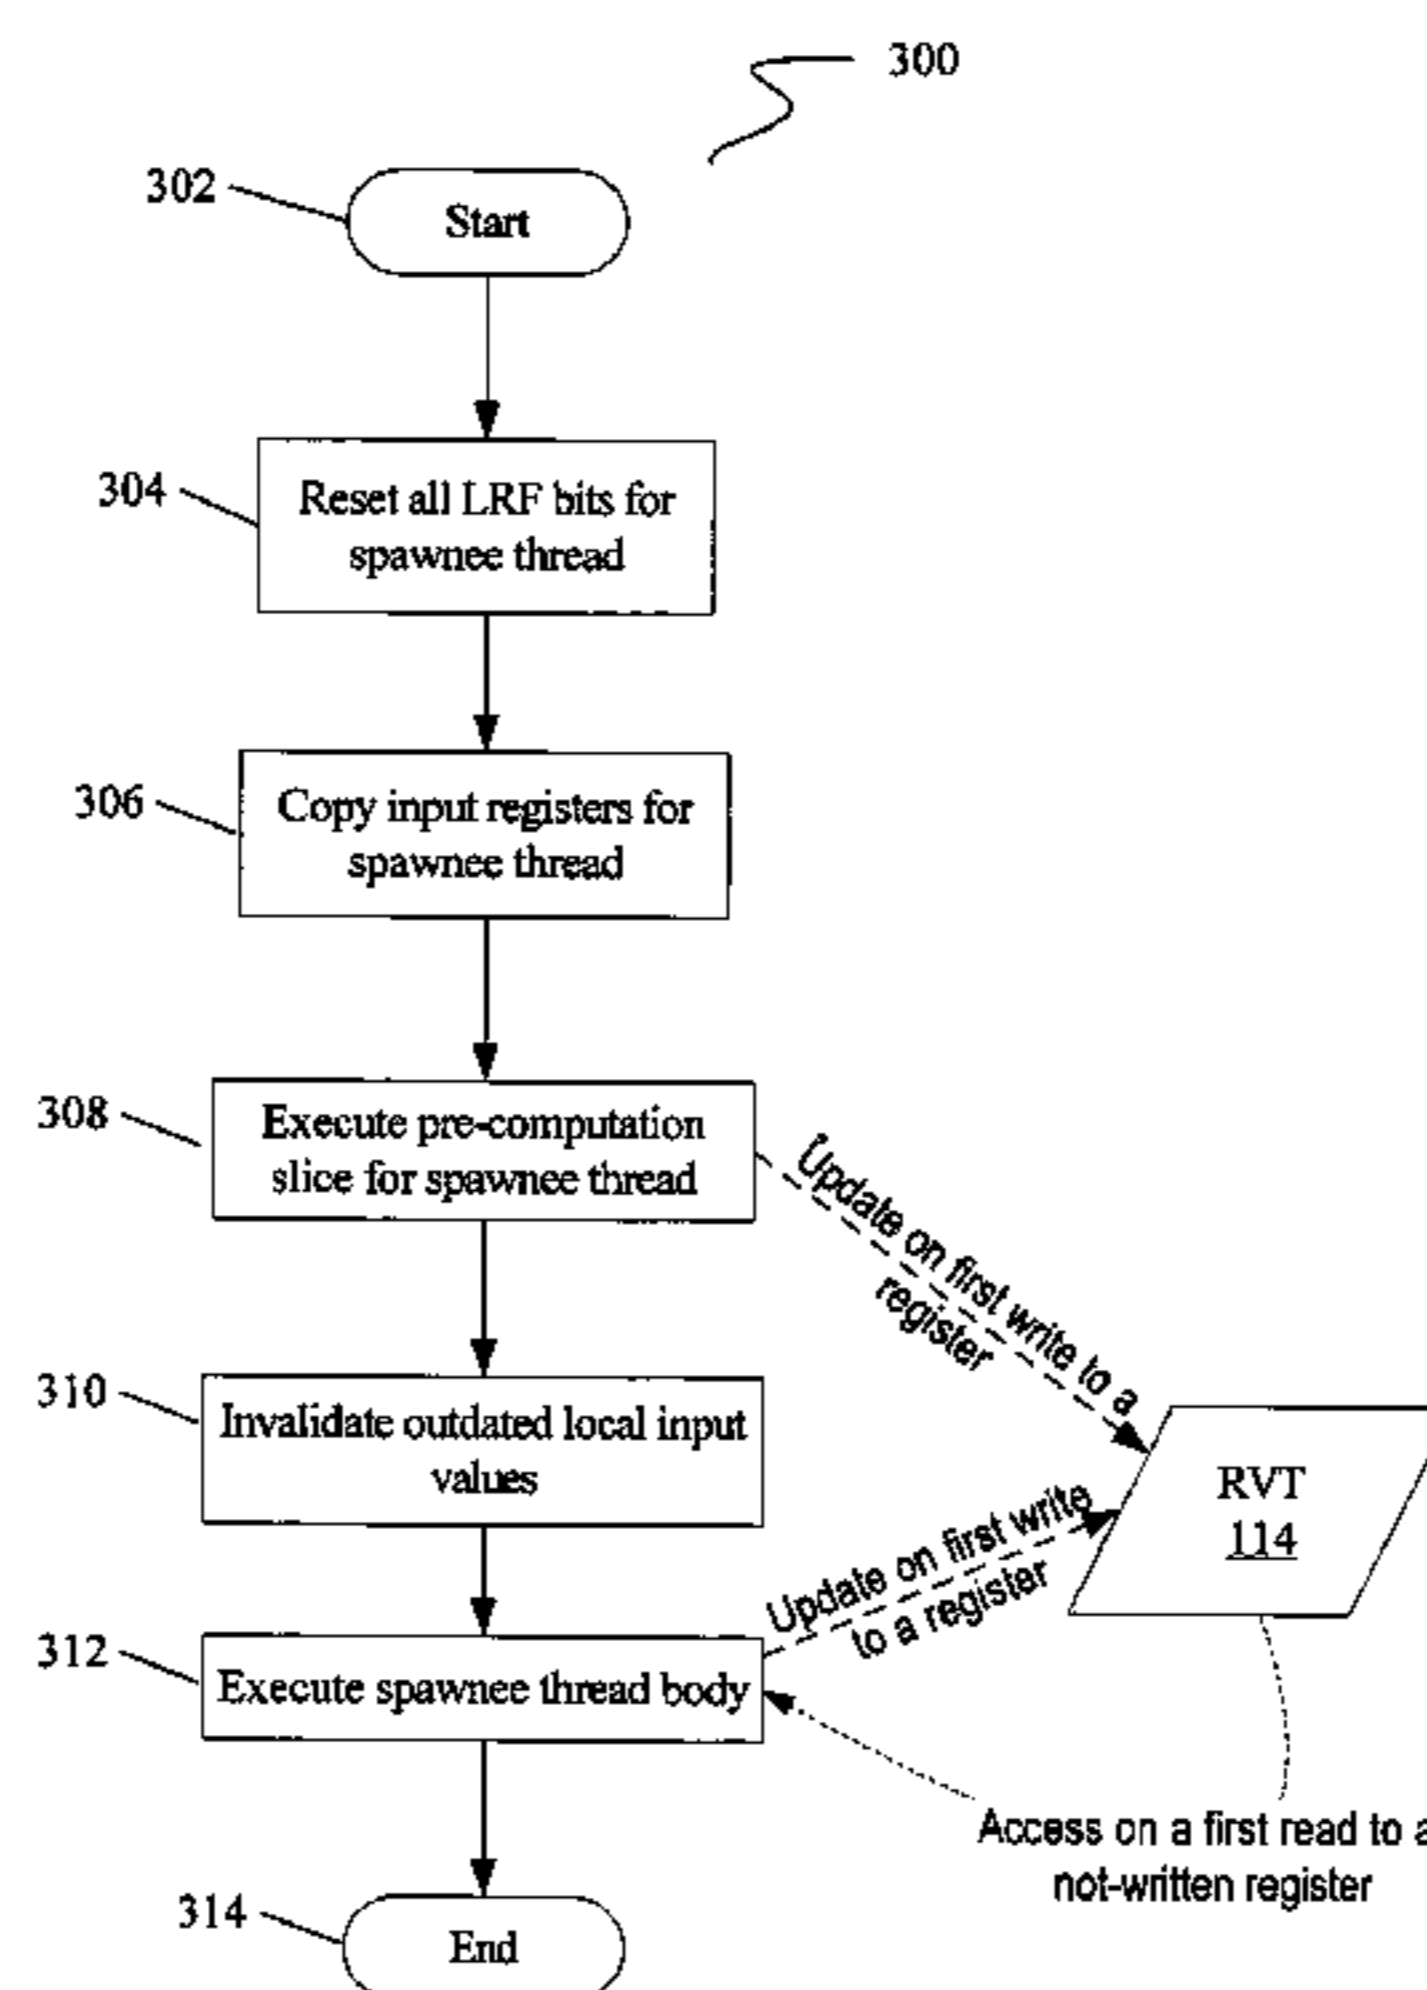 300
302
Start
304
Reset all LRF bits for
spawnee thread
306
Copy input registers for
spawnee thread
308
Execute pre-computation
slice for spawnee thread
Update on first write to a
register
310
Invalidate outdated local input
values
RVT
114
Update on first write
to a register
312
Execute spawnee thread body
Access on a first read to a
not-written register
314
End